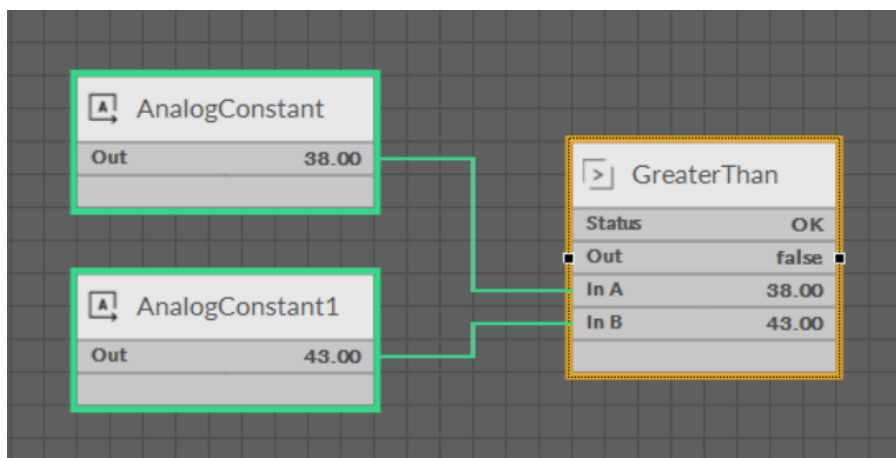 AnalogConstant
Out 38.00
AnalogConstant1
Out 43.00
GreaterThan
Status OK
Out false
In A 38.00
In B 43.00